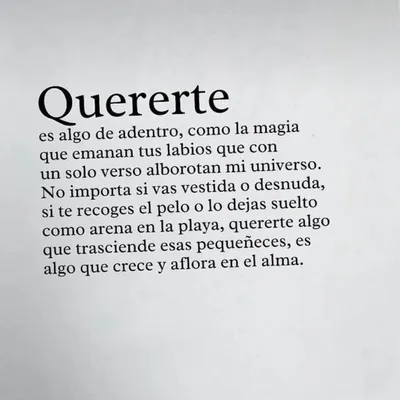 Quererte
es algo de adentro, como la magia
que emanan tus labios que con
un solo verso alborotan mi universo.
No importa si vas vestida o desnuda,
si te recoges el pelo o lo dejas suelto
como arena en la playa, quererte algo
que trasciende esas pequeñeces, es
algo que crece y aflora en el alma.